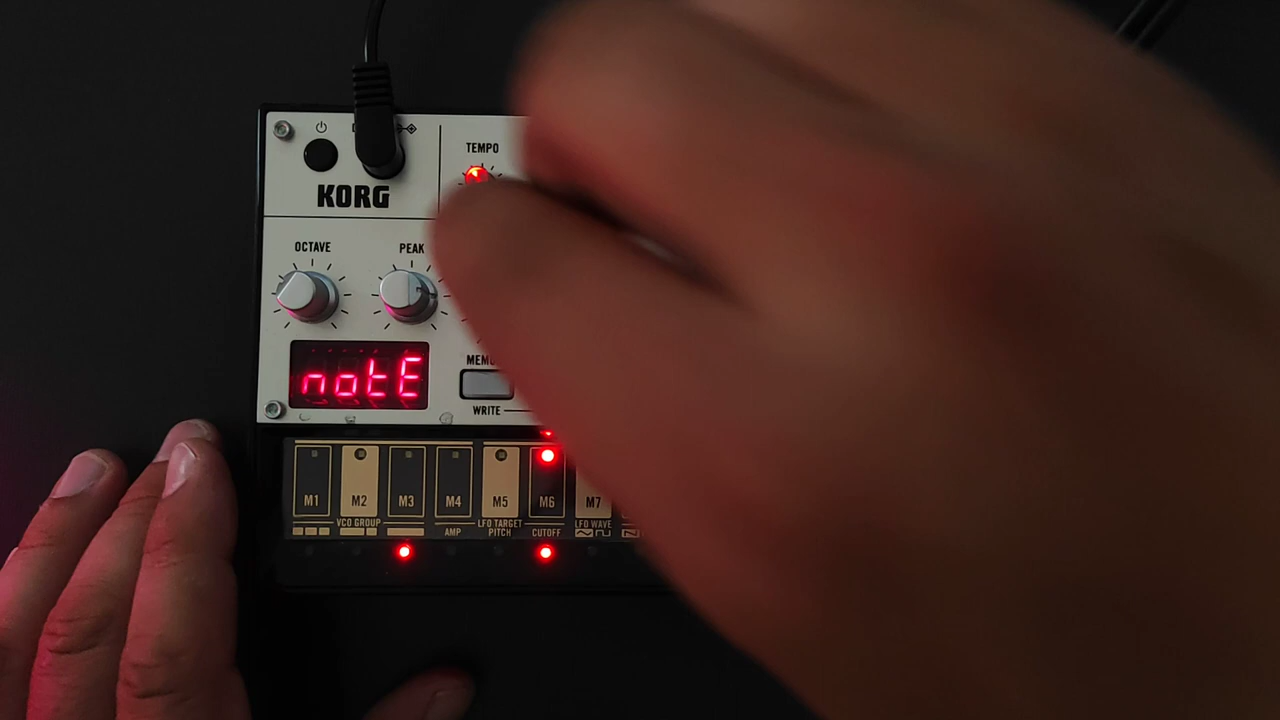 TEMPO
KORG
OCTAVE PEAK
notE
WRITE
M1 M2 M3 M4 M5 M6 M7
VCO GROUP AMP LFO TARGET PITCH CUTOFF LFO WAVE